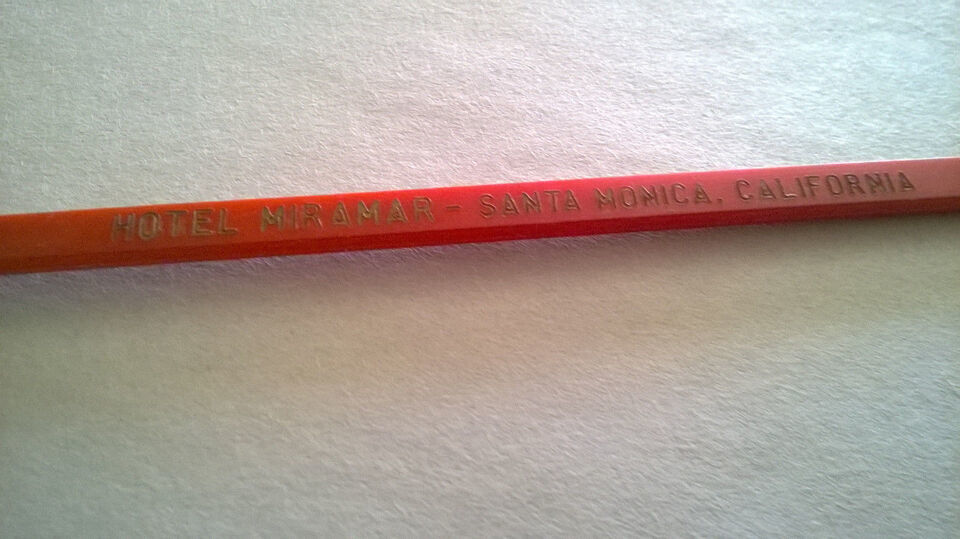 HOTEL MIRAMAR - SANTA MONICA, CALIFORNIA